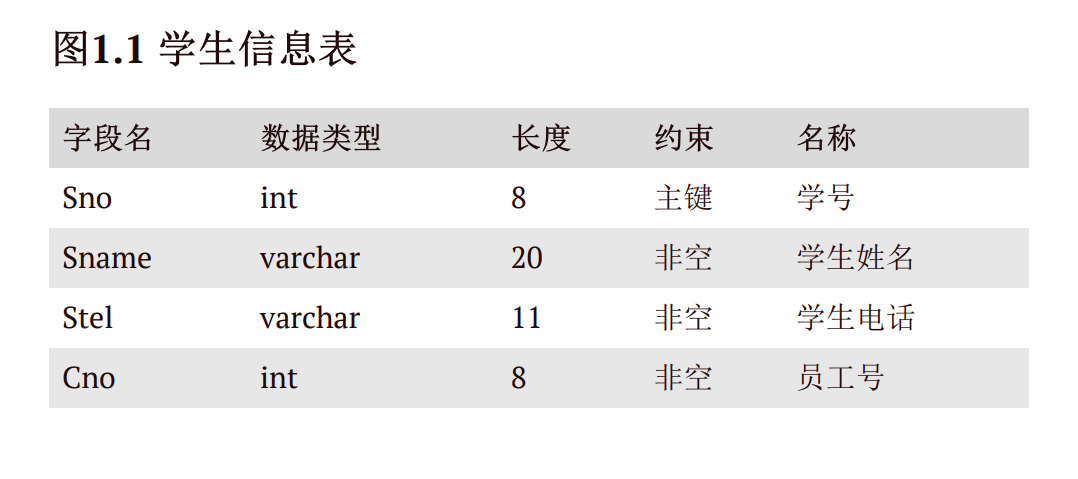 图1.1 学生信息表
字段名 数据类型 长度 约束 名称
Sno int 8 主键 学号
Sname varchar 20 非空 学生姓名
Stel varchar 11 非空 学生电话
Cno int 8 非空 员工号